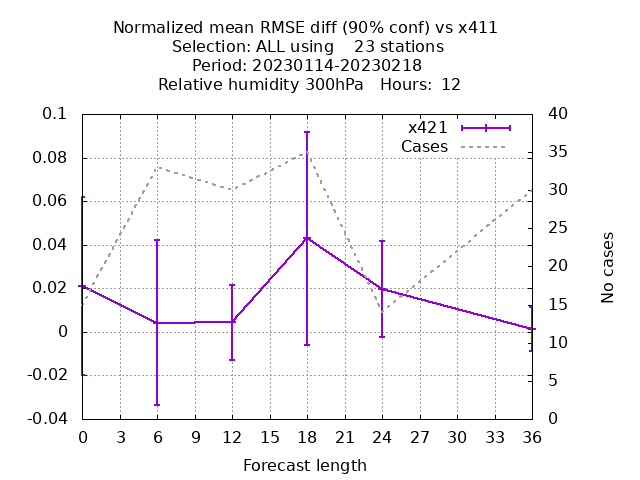 Normalized mean RMSE diff (90% conf) vs x411
Selection: ALL using    23 stations
Period: 20230114-20230218
Relative humidity 300hPa   Hours:  12
x421
Cases
0.1
0.08
0.06
0.04
0.02
0
-0.02
-0.04
40
35
30
25
20
15
10
5
0
No cases
0 3 6 9 12 15 18 21 24 27 30 33 36
Forecast length